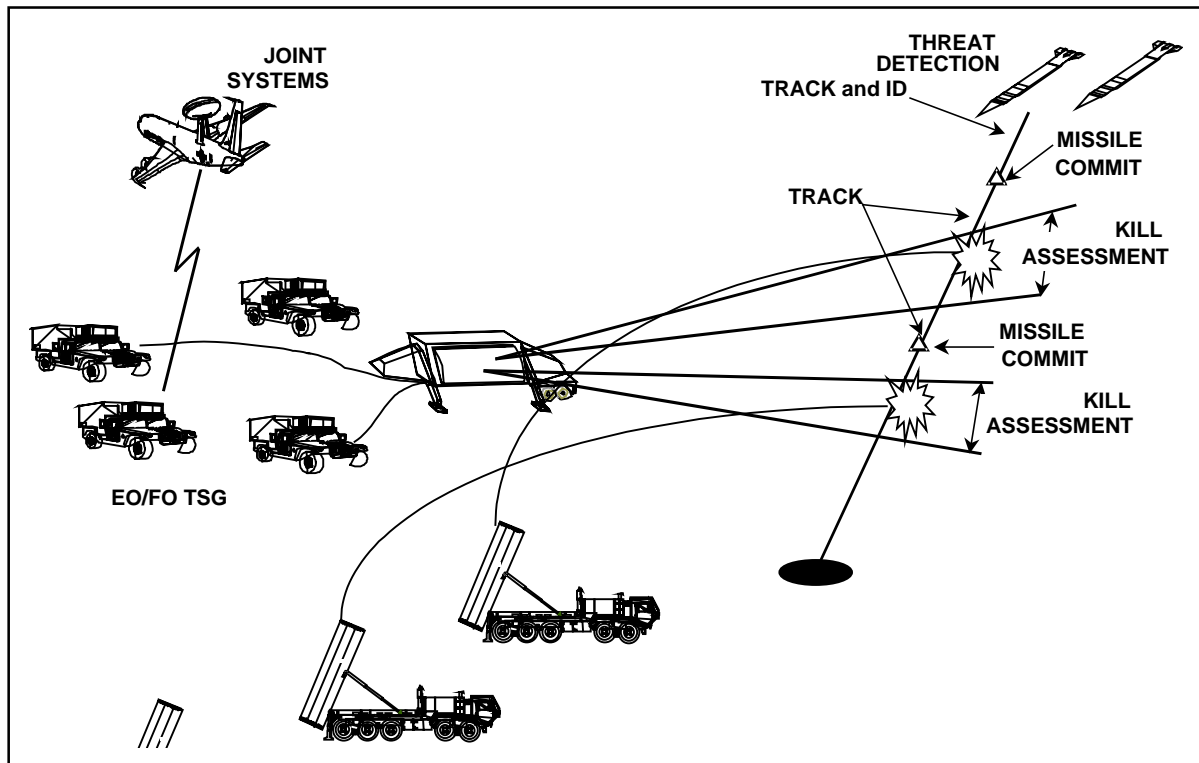 JOINT
SYSTEMS
THREAT
DETECTION
TRACK and ID
MISSILE
COMMIT
TRACK
KILL
ASSESSMENT
MISSILE
COMMIT
KILL
ASSESSMENT
EO/FO TSG